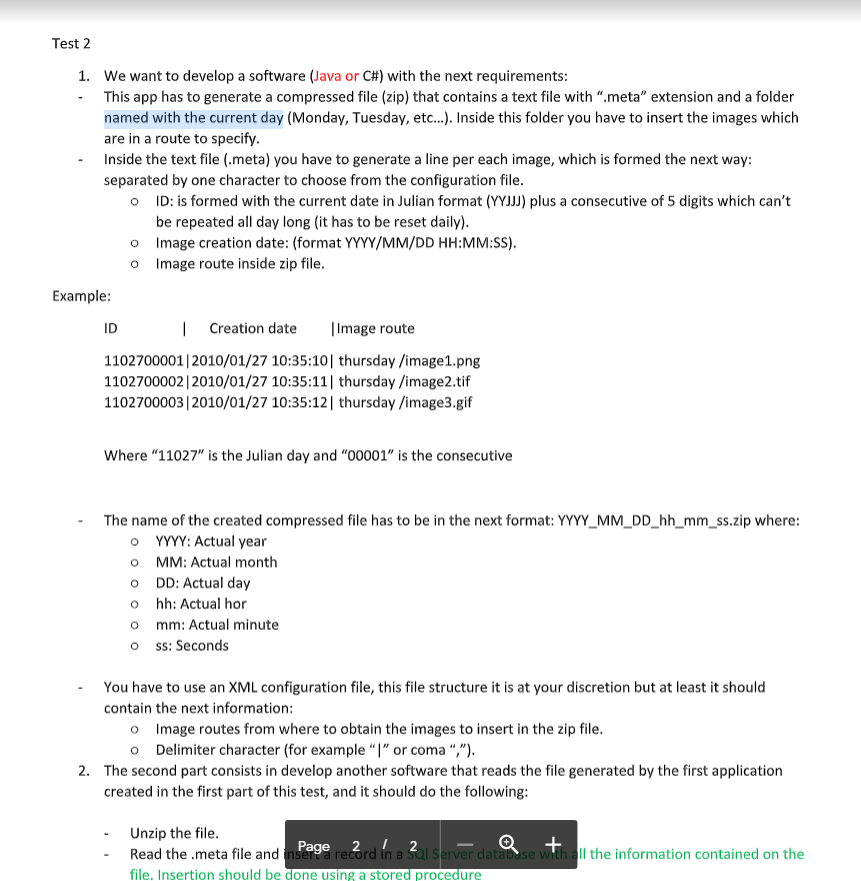 Test 2
1. We want to develop a software (Java or C#) with the next requirements:
- This app has to generate a compressed file (zip) that contains a text file with “.meta” extension and a folder
named with the current day (Monday, Tuesday, etc...). Inside this folder you have to insert the images which
are in a route to specify.
- Inside the text file (.meta) you have to generate a line per each image, which is formed the next way:
separated by one character to choose from the configuration file.
o ID: is formed with the current date in Julian format (YYJJJ) plus a consecutive of 5 digits which can’t
be repeated all day long (it has to be reset daily).
o Image creation date: (format YYYY/MM/DD HH:MM:SS).
o Image route inside zip file.
Example:
ID | Creation date |Image route
1102700001|2010/01/27 10:35:10| thursday /image1.png
1102700002|2010/01/27 10:35:11| thursday /image2.tif
1102700003|2010/01/27 10:35:12| thursday /image3.gif
Where “11027” is the Julian day and “00001” is the consecutive
- The name of the created compressed file has to be in the next format: YYYY_MM_DD_hh_mm_ss.zip where:
o YYYY: Actual year
o MM: Actual month
o DD: Actual day
o hh: Actual hor
o mm: Actual minute
o ss: Seconds
- You have to use an XML configuration file, this file structure it is at your discretion but at least it should
contain the next information:
o Image routes from where to obtain the images to insert in the zip file.
o Delimiter character (for example “|” or coma “,”).
2. The second part consists in develop another software that reads the file generated by the first application
created in the first part of this test, and it should do the following:
- Unzip the file.
Page 2 / 2
- Read the .meta file and insert a record in a SQl Server database with all the information contained on the
file. Insertion should be done using a stored procedure